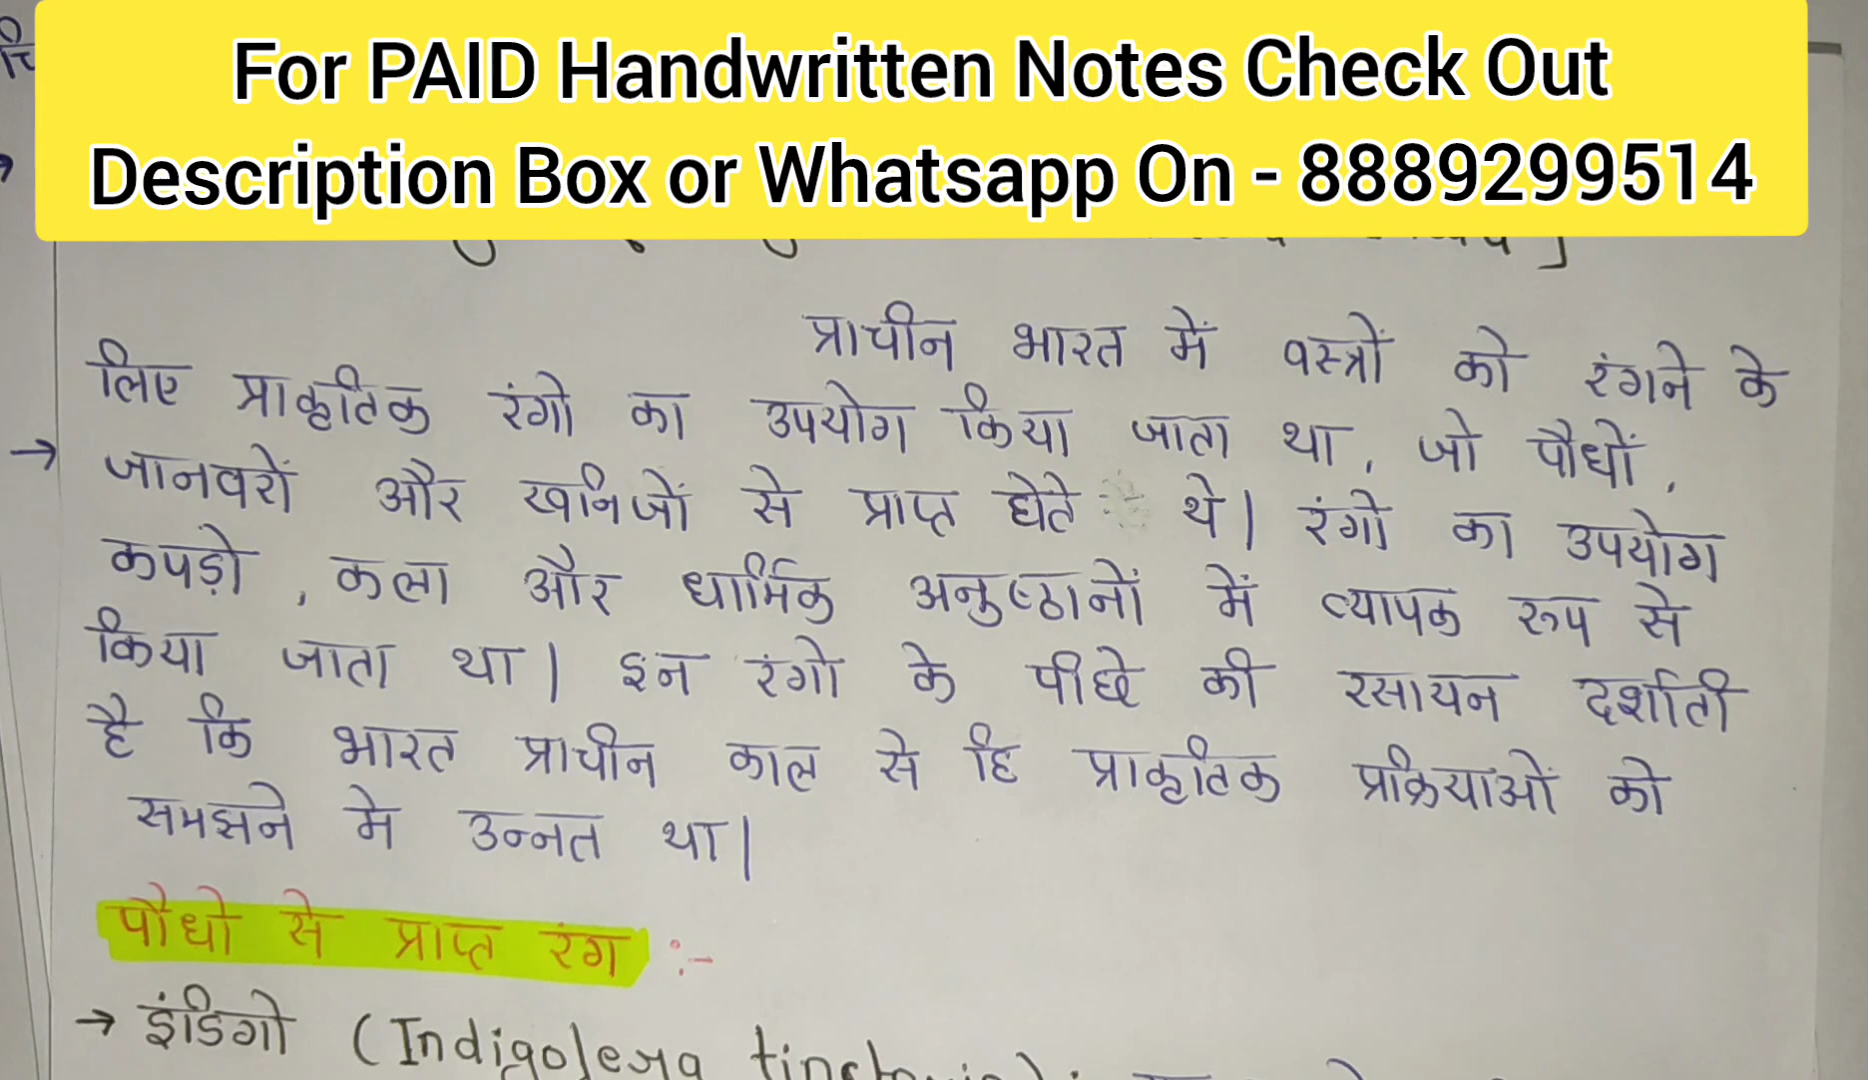 For PAID Handwritten Notes Check Out
Description Box or Whatsapp On - 8889299514
प्राचीन भारत में वस्त्रों को रंगने के
लिए प्राकृतिक रंगो का उपयोग किया जाता था, जो पौधों,
→ जानवरों और खनिजों से प्राप्त होते थे। रंगो का उपयोग
कपड़ो, कला और धार्मिक अनुष्ठानों में व्यापक रूप से
किया जाता था। इन रंगो के पीछे की रसायन दर्शाती
है कि भारत प्राचीन काल से हि प्राकृतिक प्रक्रियाओं को
समझने मे उन्नत था।
पौधो से प्राप्त रंग :-
→ इंडिगो (Indigofera